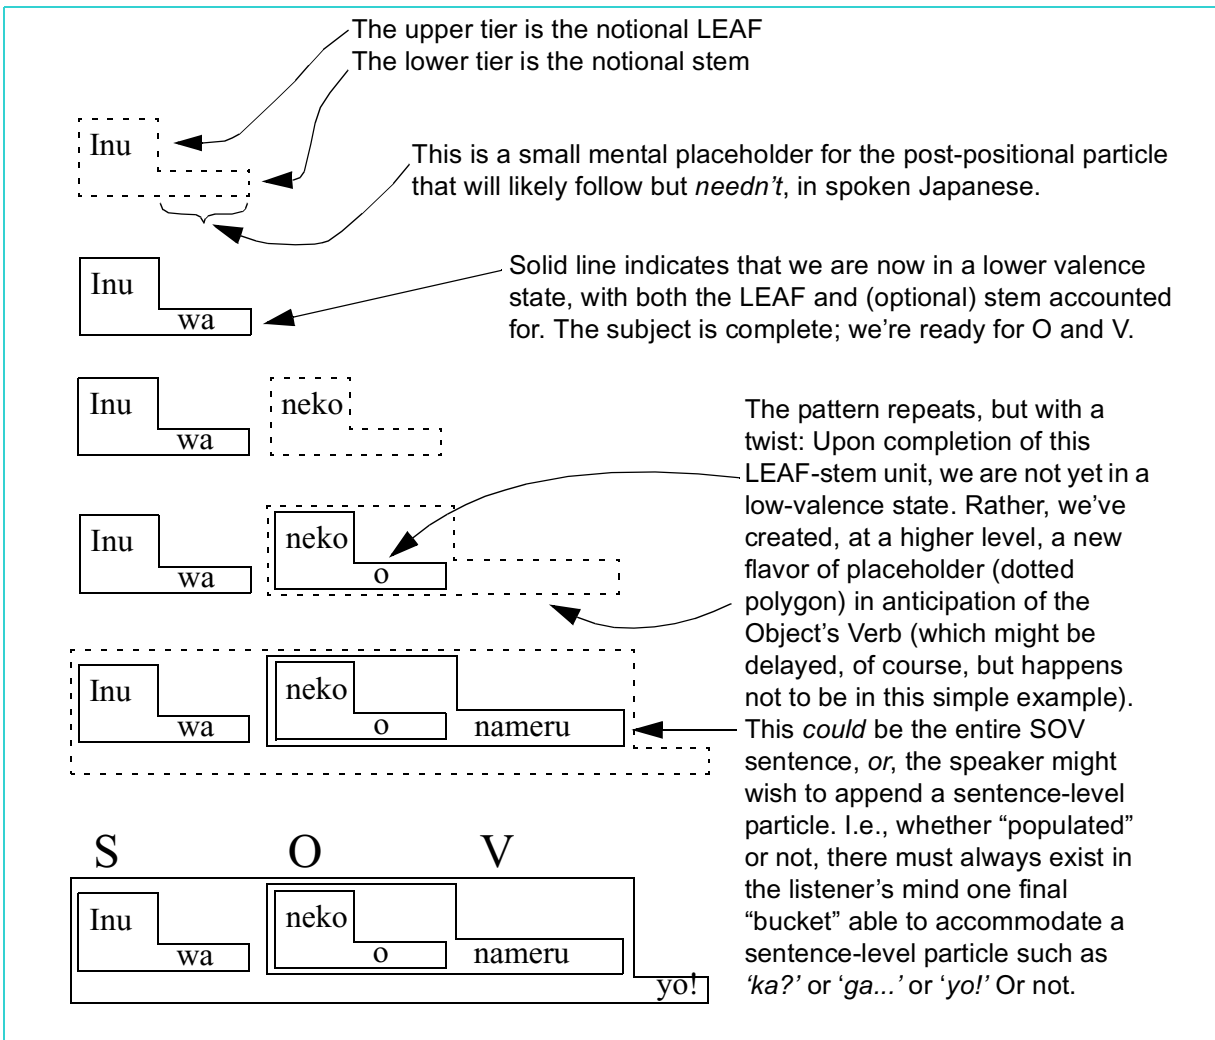 The upper tier is the notional LEAF
The lower tier is the notional stem
Inu
This is a small mental placeholder for the post-positional particle
that will likely follow but needn’t, in spoken Japanese.
Inu
wa
Solid line indicates that we are now in a lower valence
state, with both the LEAF and (optional) stem accounted
for. The subject is complete; we’re ready for O and V.
Inu
wa
neko
Inu
wa
neko
o
The pattern repeats, but with a
twist: Upon completion of this
LEAF-stem unit, we are not yet in a
low-valence state. Rather, we’ve
created, at a higher level, a new
flavor of placeholder (dotted
polygon) in anticipation of the
Object’s Verb (which might be
delayed, of course, but happens
not to be in this simple example).
Inu
wa
neko
o
nameru
This could be the entire SOV
sentence, or, the speaker might
wish to append a sentence-level
particle. I.e., whether “populated”
or not, there must always exist in
the listener’s mind one final
“bucket” able to accommodate a
sentence-level particle such as
‘ka?’ or ‘ga...’ or ‘yo!’ Or not.
S O V
Inu
wa
neko
o
nameru
yo!